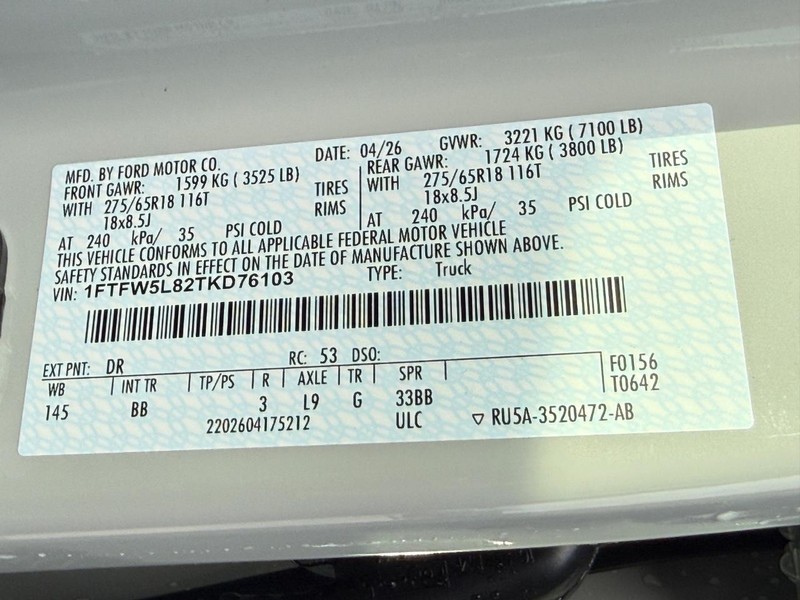 MFD. BY FORD MOTOR CO.
DATE: 04/26 GVWR: 3221 KG ( 7100 LB)
FRONT GAWR: 1599 KG ( 3525 LB)
WITH 275/65R18 116T TIRES
18x8.5J RIMS
AT 240 kPa/ 35 PSI COLD
REAR GAWR: 1724 KG ( 3800 LB)
WITH 275/65R18 116T TIRES
18x8.5J RIMS
AT 240 kPa/ 35 PSI COLD
THIS VEHICLE CONFORMS TO ALL APPLICABLE FEDERAL MOTOR VEHICLE
SAFETY STANDARDS IN EFFECT ON THE DATE OF MANUFACTURE SHOWN ABOVE.
VIN: 1FTFW5L82TKD76103 TYPE: Truck
EXT PNT: DR RC: 53 DSO:
WB INT TR TP/PS R AXLE TR SPR
145 BB 3 L9 G 33BB
2202604175212 ULC
F0156
T0642
▽ RU5A-3520472-AB